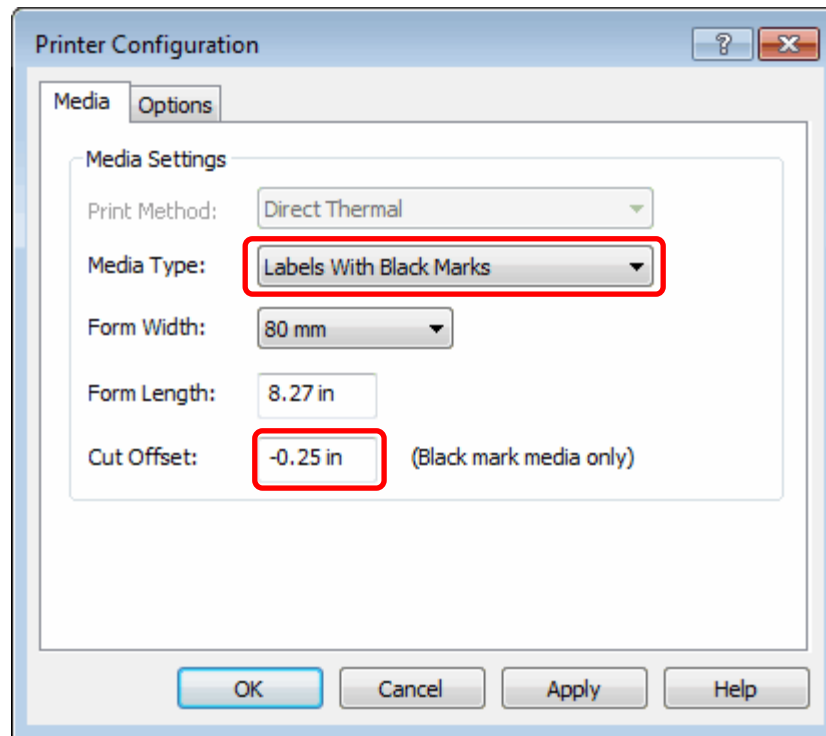 Printer Configuration
Media Options
Media Settings
Print Method: Direct Thermal
Media Type: Labels With Black Marks
Form Width: 80 mm
Form Length: 8.27 in
Cut Offset: -0.25 in (Black mark media only)
OK Cancel Apply Help